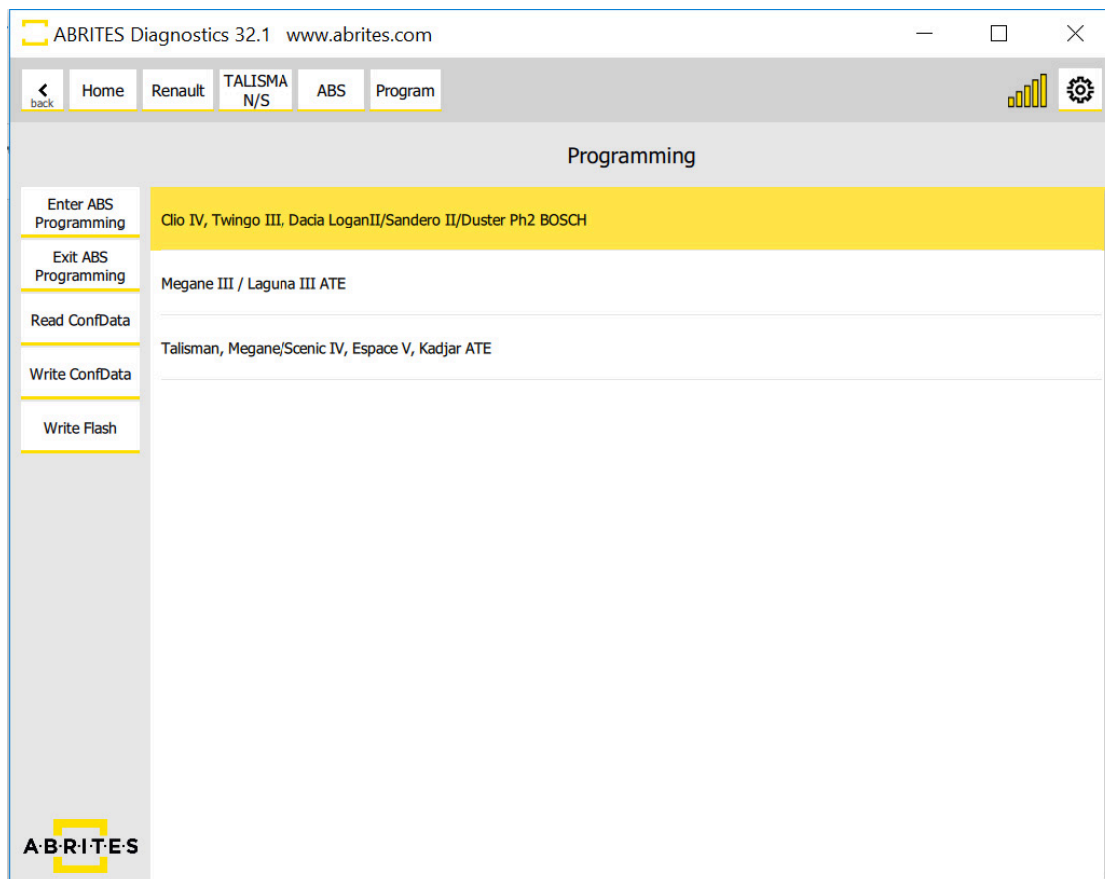 ABRITES Diagnostics 32.1 www.abrites.com
back
Home
Renault
TALISMA
N/S
ABS
Program
Programming
Enter ABS
Programming
Exit ABS
Programming
Read ConfData
Write ConfData
Write Flash
Clio IV, Twingo III, Dacia LoganII/Sandero II/Duster Ph2 BOSCH
Megane III / Laguna III ATE
Talisman, Megane/Scenic IV, Espace V, Kadjar ATE
A·B·R·I·T·E·S